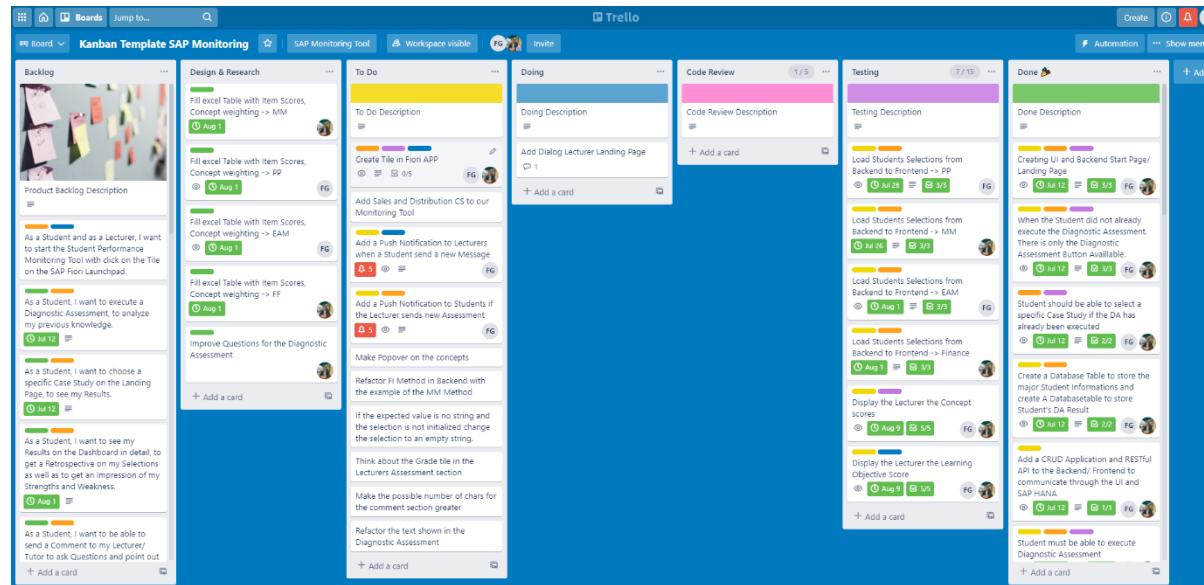 Boards
Jump to...
Trello
Create
Board
Kanban Template SAP Monitoring
SAP Monitoring Tool
Workspace visible
FG
Invite
Automation
Show men
Backlog
Product Backlog Description
As a Student and as a Lecturer, I want
to start the Student Performance
Monitoring Tool with click on the Tile
on the SAP Fiori Launchpad.
As a Student, I want to execute a
Diagnostic Assessment, to analyze
my previous knowledge.
Jul 12
As a Student, I want to choose a
specific Case Study on the Landing
Page, to see my Results.
Jul 12
As a Student, I want to see my
Results on the Dashboard in detail, to
get a Retrospective on my Selections
as well as to get an Impression of my
Strengths and Weakness.
Aug 1
As a Student, I want to be able to
send a Comment to my Lecturer/
Tutor to ask Questions and point out
+ Add a card
Design & Research
Fill excel Table with Item Scores,
Concept weighting -> MM
Aug 1
Fill excel Table with Item Scores,
Concept weighting -> PP
Aug 1
FG
Fill excel Table with Item Scores,
Concept weighting -> EAM
Aug 1
FG
Fill excel Table with Item Scores,
Concept weighting -> FF
Aug 1
Improve Questions for the Diagnostic
Assessment
+ Add a card
To Do
To Do Description
Create Tile in Fiori APP
0/5
FG
Add Sales and Distribution CS to our
Monitoring Tool
Add a Push Notification to Lecturers
when a Student send a new Message
5
FG
Add a Push Notification to Students if
the Lecturer sends new Assessment
5
FG
Make Popover on the concepts
Refactor FI Method in Backend with
the example of the MM Method
If the expected value is no string and
the selection is not initialized change
the selection to an empty string.
Think about the Grade tile in the
Lecturers Assessment section
Make the possible number of chars for
the comment section greater
Refactor the text shown in the
Diagnostic Assessment
+ Add a card
Doing
Doing Description
Add Dialog Lecturer Landing Page
1
+ Add a card
Code Review
1/5
Code Review Description
+ Add a card
Testing
7/15
Testing Description
Load Students Selections from
Backend to Frontend -> PP
Jul 26
3/3
FG
Load Students Selections from
Backend to Frontend -> MM
Jul 26
3/3
Load Students Selections from
Backend to Frontend -> EAM
Aug 1
3/3
FG
Load Students Selections from
Backend to Frontend -> Finance
Aug 1
3/3
Display the Lecturer the Concept
scores
Aug 9
5/5
FG
Display the Lecturer the Learning
Objective Score
Aug 9
5/5
FG
+ Add a card
Done
Done Description
Creating UI and Backend Start Page/
Landing Page
Jul 12
3/3
FG
When the Student did not already
execute the Diagnostic Assessment.
There is only the Diagnostic
Assessment Button Available.
Jul 12
3/3
FG
Student should be able to select a
specific Case Study if the DA has
already been executed
Jul 12
2/2
FG
Create a Database Table to store the
major Student Informations and
create A Databasetable to store
Student's DA Result
Jul 12
2/2
FG
Add a CRUD Application and RESTful
API to the Backend/ Frontend to
communicate through the UI and
SAP HANA
Jul 12
1/1
FG
Student must be able to execute
Diagnostic Assessment
+ Add a card
+ Ad